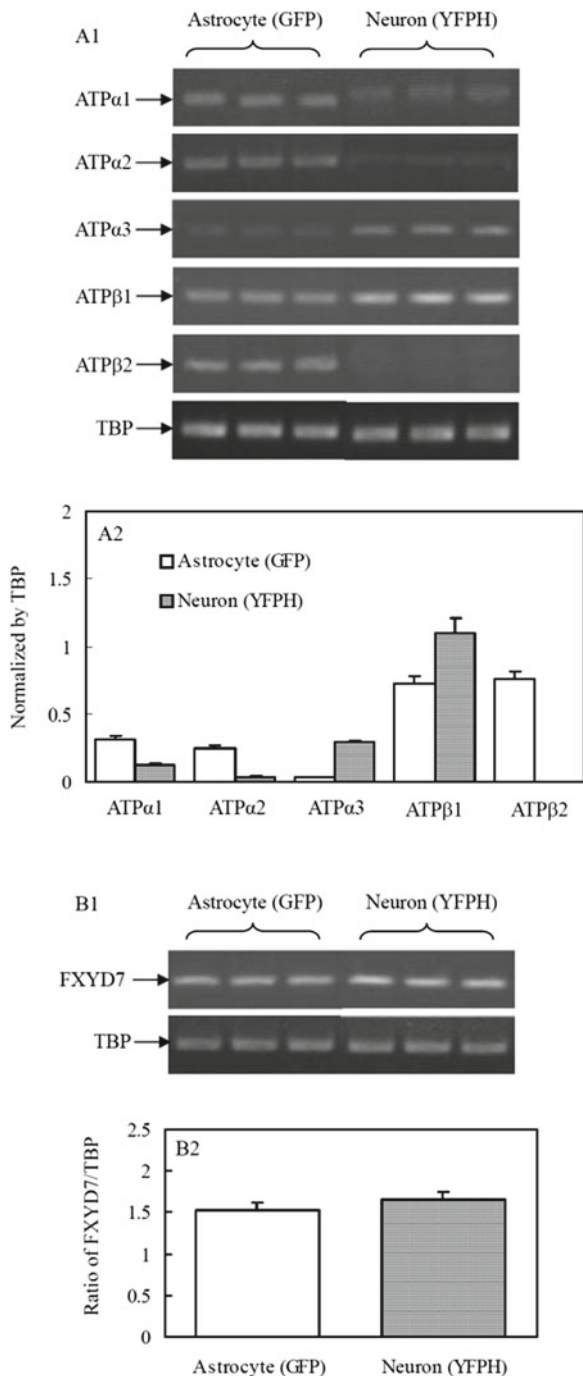 A1
Astrocyte (GFP) Neuron (YFPH)
ATPα1
ATPα2
ATPα3
ATPβ1
ATPβ2
TBP
A2
Astrocyte (GFP)
Neuron (YFPH)
Normalized by TBP
2
1.5
1
0.5
0
ATPα1 ATPα2 ATPα3 ATPβ1 ATPβ2
B1
Astrocyte (GFP) Neuron (YFPH)
FXYD7
TBP
B2
Ratio of FXYD7/TBP
2.5
2
1.5
1
0.5
0
Astrocyte (GFP) Neuron (YFPH)